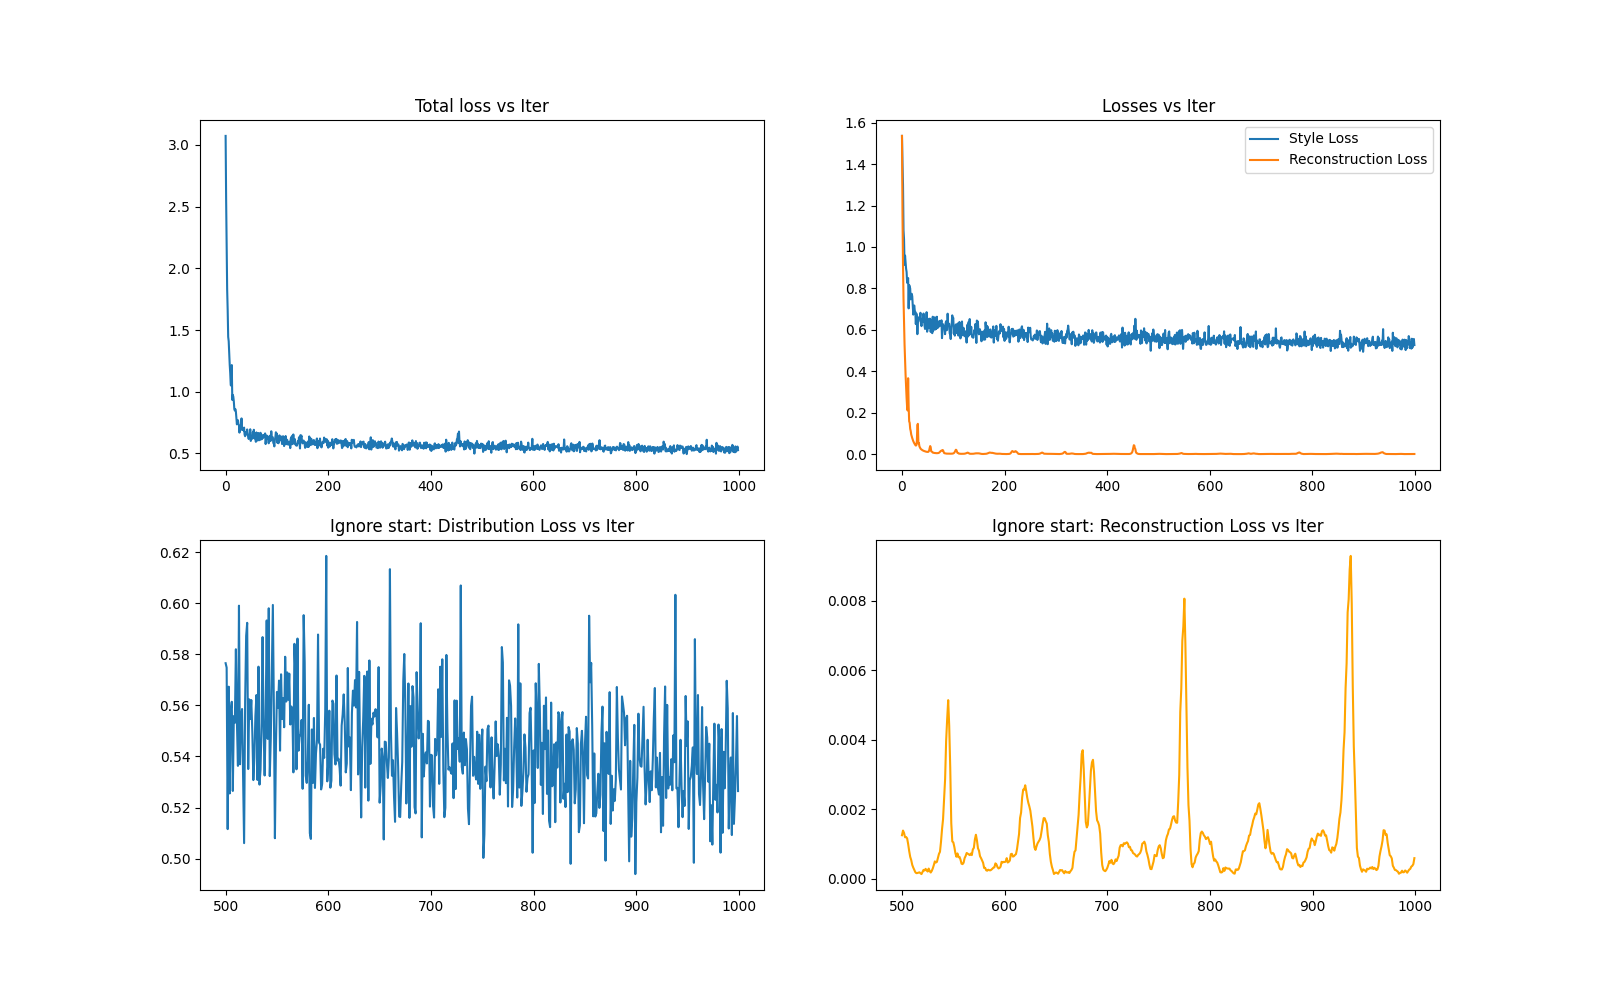 Total loss vs Iter
3.0
2.5
2.0
1.5
1.0
0.5
0 200 400 600 800 1000
Losses vs Iter
Style Loss
Reconstruction Loss
1.6
1.4
1.2
1.0
0.8
0.6
0.4
0.2
0.0
0 200 400 600 800 1000
Ignore start: Distribution Loss vs Iter
0.62
0.60
0.58
0.56
0.54
0.52
0.50
500 600 700 800 900 1000
Ignore start: Reconstruction Loss vs Iter
0.008
0.006
0.004
0.002
0.000
500 600 700 800 900 1000